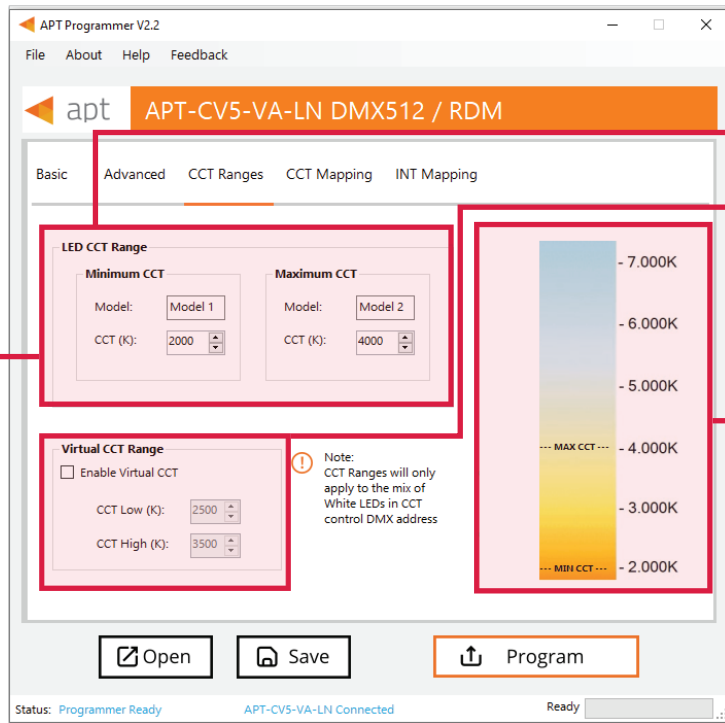 APT Programmer V2.2
File About Help Feedback
apt APT-CV5-VA-LN DMX512 / RDM
Basic Advanced CCT Ranges CCT Mapping INT Mapping
LED CCT Range
Minimum CCT
Model: Model 1
CCT (K): 2000
Maximum CCT
Model: Model 2
CCT (K): 4000
Virtual CCT Range
Enable Virtual CCT
CCT Low (K): 2500
CCT High (K): 3500
Note:
CCT Ranges will only
apply to the mix of
White LEDs in CCT
control DMX address
- 7.000K
- 6.000K
- 5.000K
--- MAX CCT --- - 4.000K
- 3.000K
--- MIN CCT --- - 2.000K
Open Save Program
Status: Programmer Ready APT-CV5-VA-LN Connected Ready